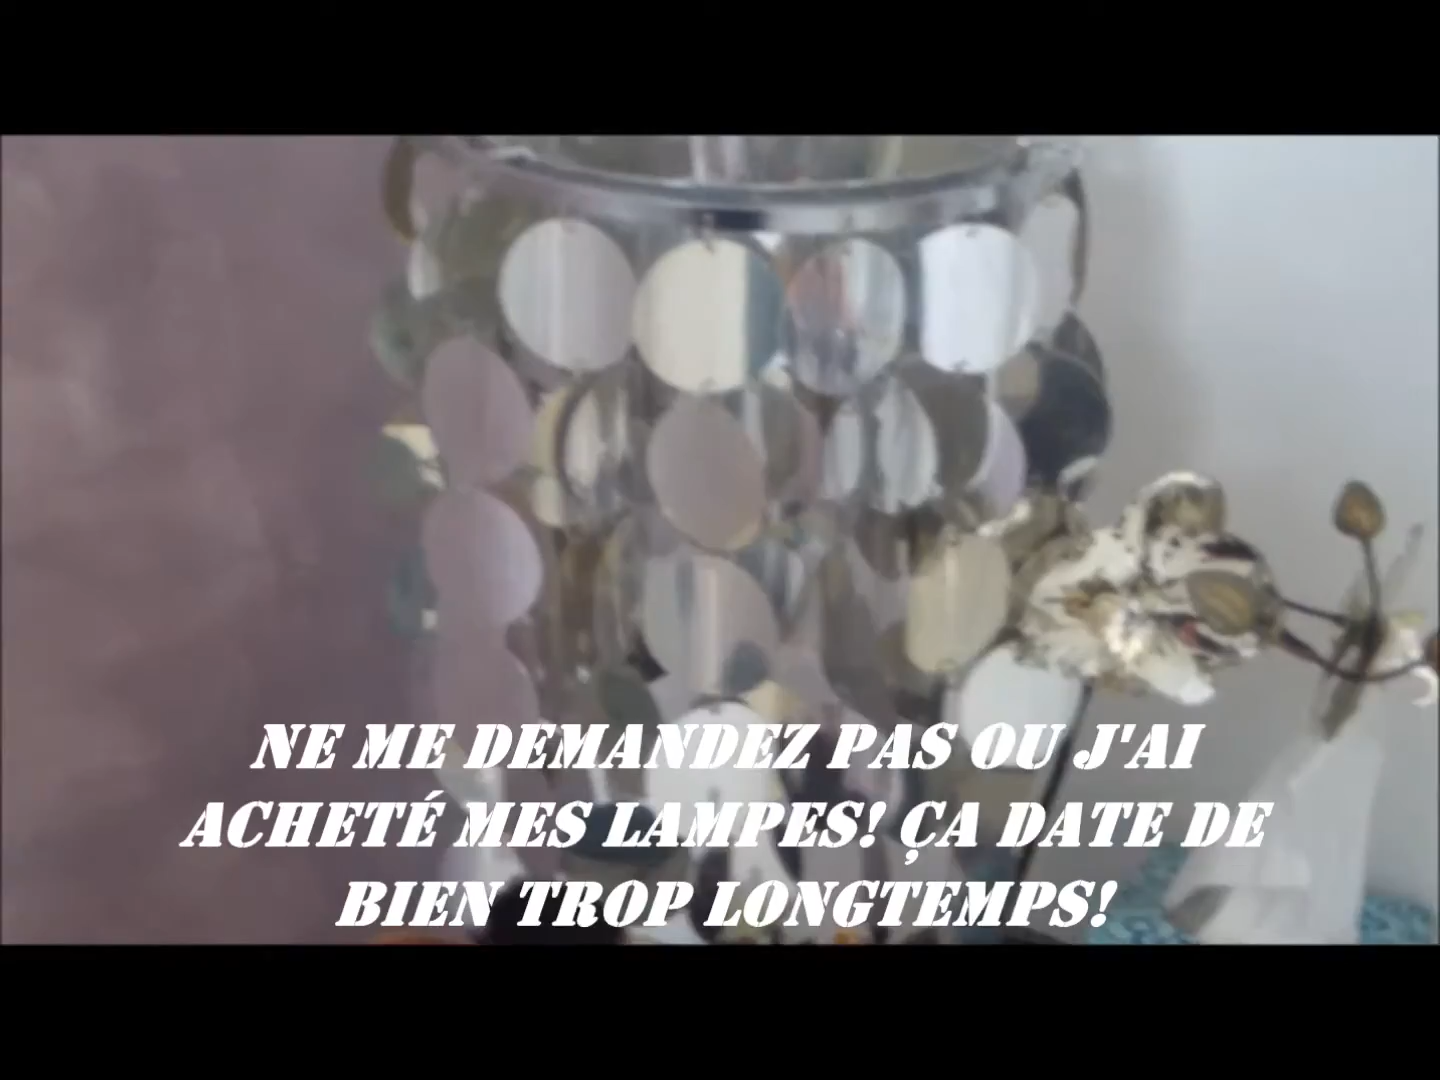 NE ME DEMANDEZ PAS OU J'AI
ACHETÉ MES LAMPES! ÇA DATE DE
BIEN TROP LONGTEMPS!